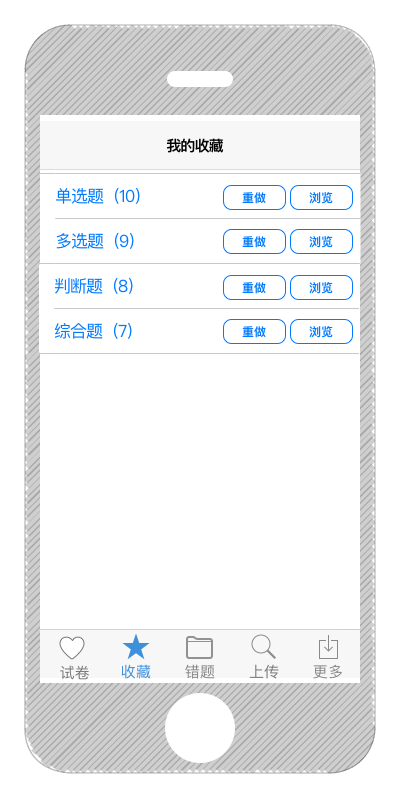 我的收藏
单选题 (10) 重做 浏览
多选题 (9) 重做 浏览
判断题 (8) 重做 浏览
综合题 (7) 重做 浏览
试卷 收藏 错题 上传 更多